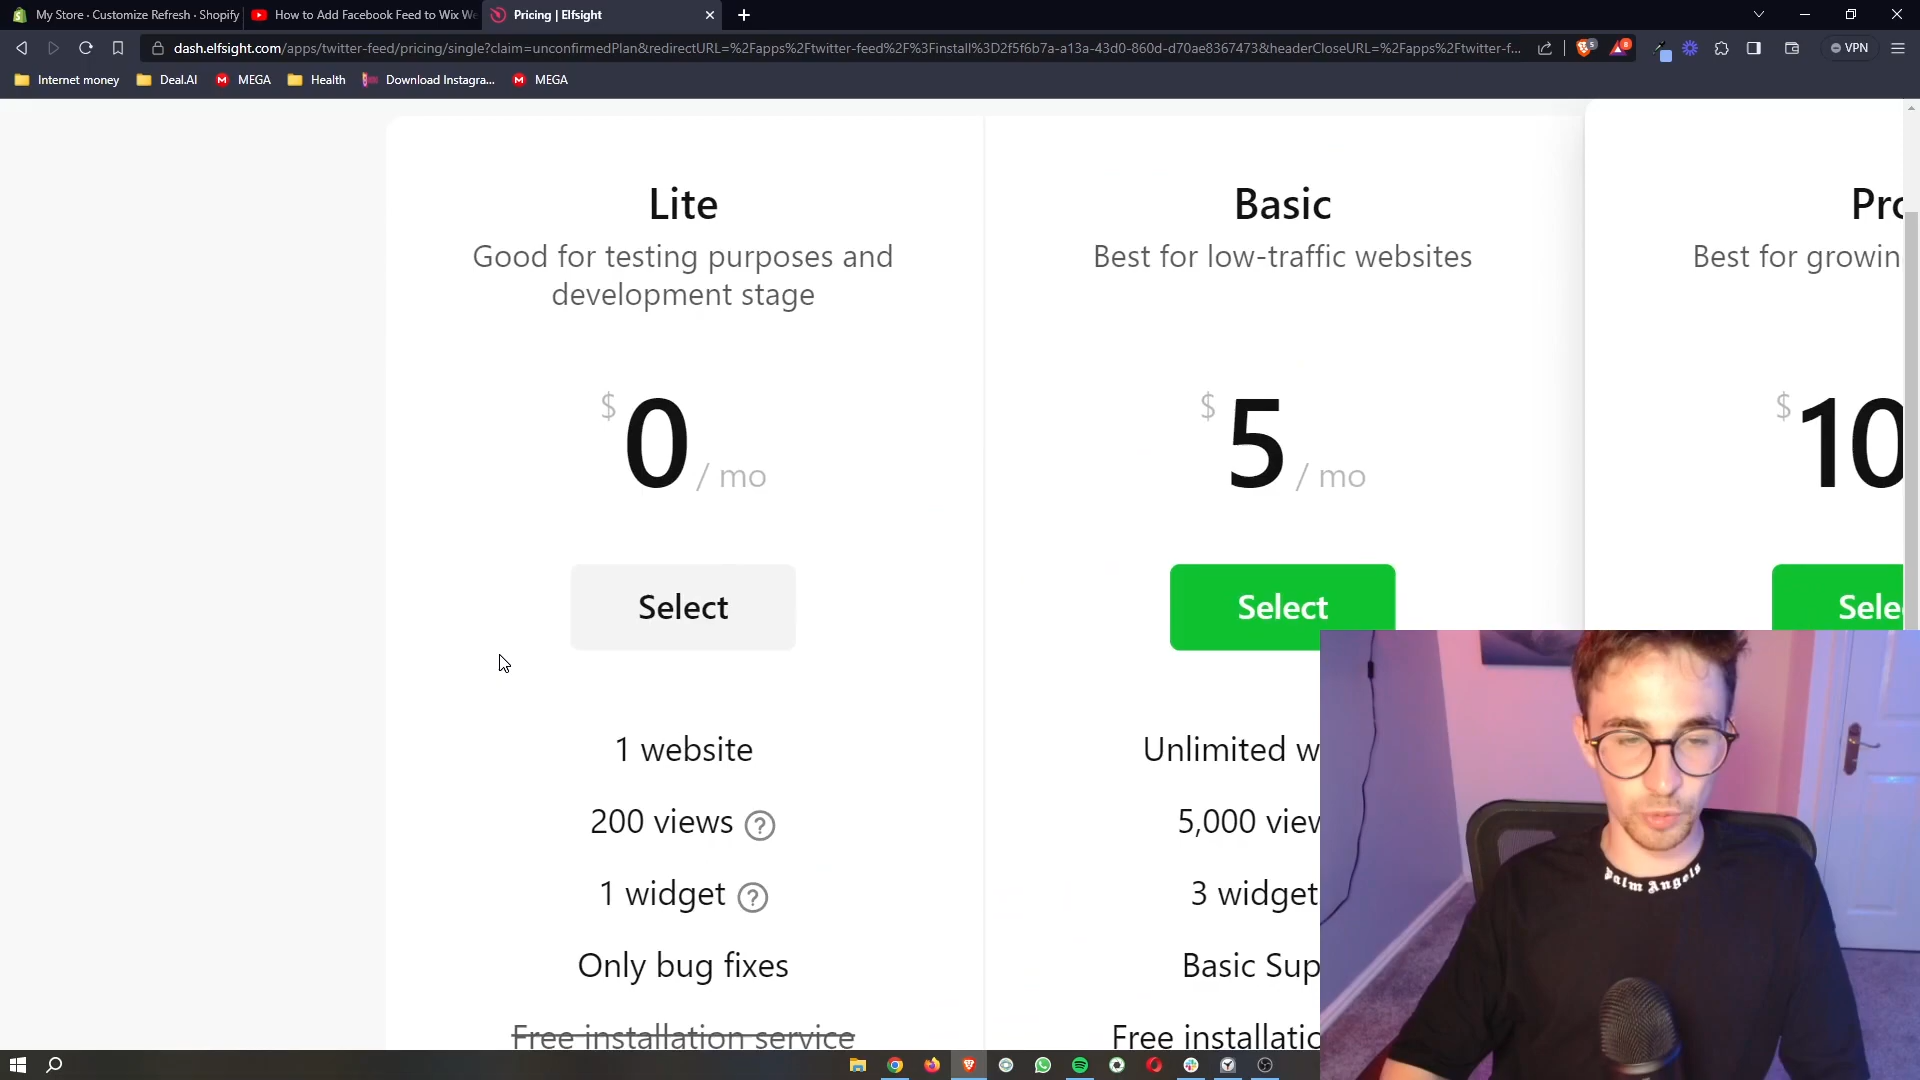 My Store · Customize Refresh · Shopify
How to Add Facebook Feed to Wix We
Pricing | Elfsight
dash.elfsight.com/apps/twitter-feed/pricing/single?claim=unconfirmedPlan&redirectURL=%2Fapps%2Ftwitter-feed%2F%3Finstall%3D2f5f6b7a-a13a-43d0-860d-d70ae8367473&headerCloseURL=%2Fapps%2Ftwitter-f...
VPN
Internet money
Deal.AI
MEGA
Health
Download Instagra...
MEGA
Lite
Good for testing purposes and
development stage
$ 0 / mo
Select
1 website
200 views ?
1 widget ?
Only bug fixes
Free installation service
Basic
Best for low-traffic websites
$ 5 / mo
Select
Unlimited w
5,000 view
3 widget
Basic Sup
Free installatio
Pro
Best for growin
$ 10
Sele
Palm Angels